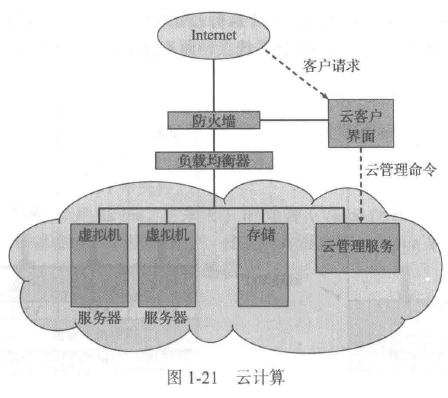 Internet
客户请求
防火墙
云客户
界面
负载均衡器
云管理命令
虚拟机
虚拟机
存储
云管理服务
服务器
服务器
图 1-21 云计算